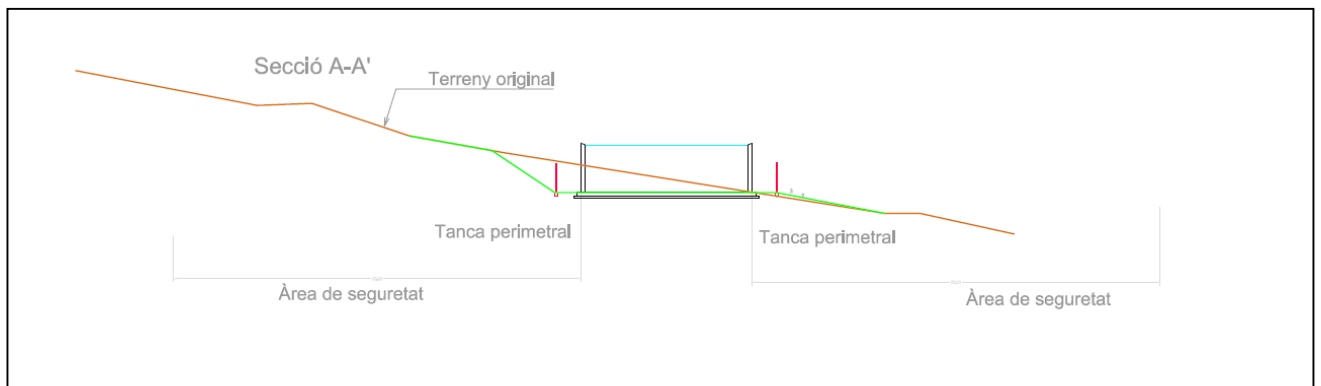 Secció A-A'
Terreny original
Tanca perimetral
Tanca perimetral
Àrea de seguretat
Àrea de seguretat